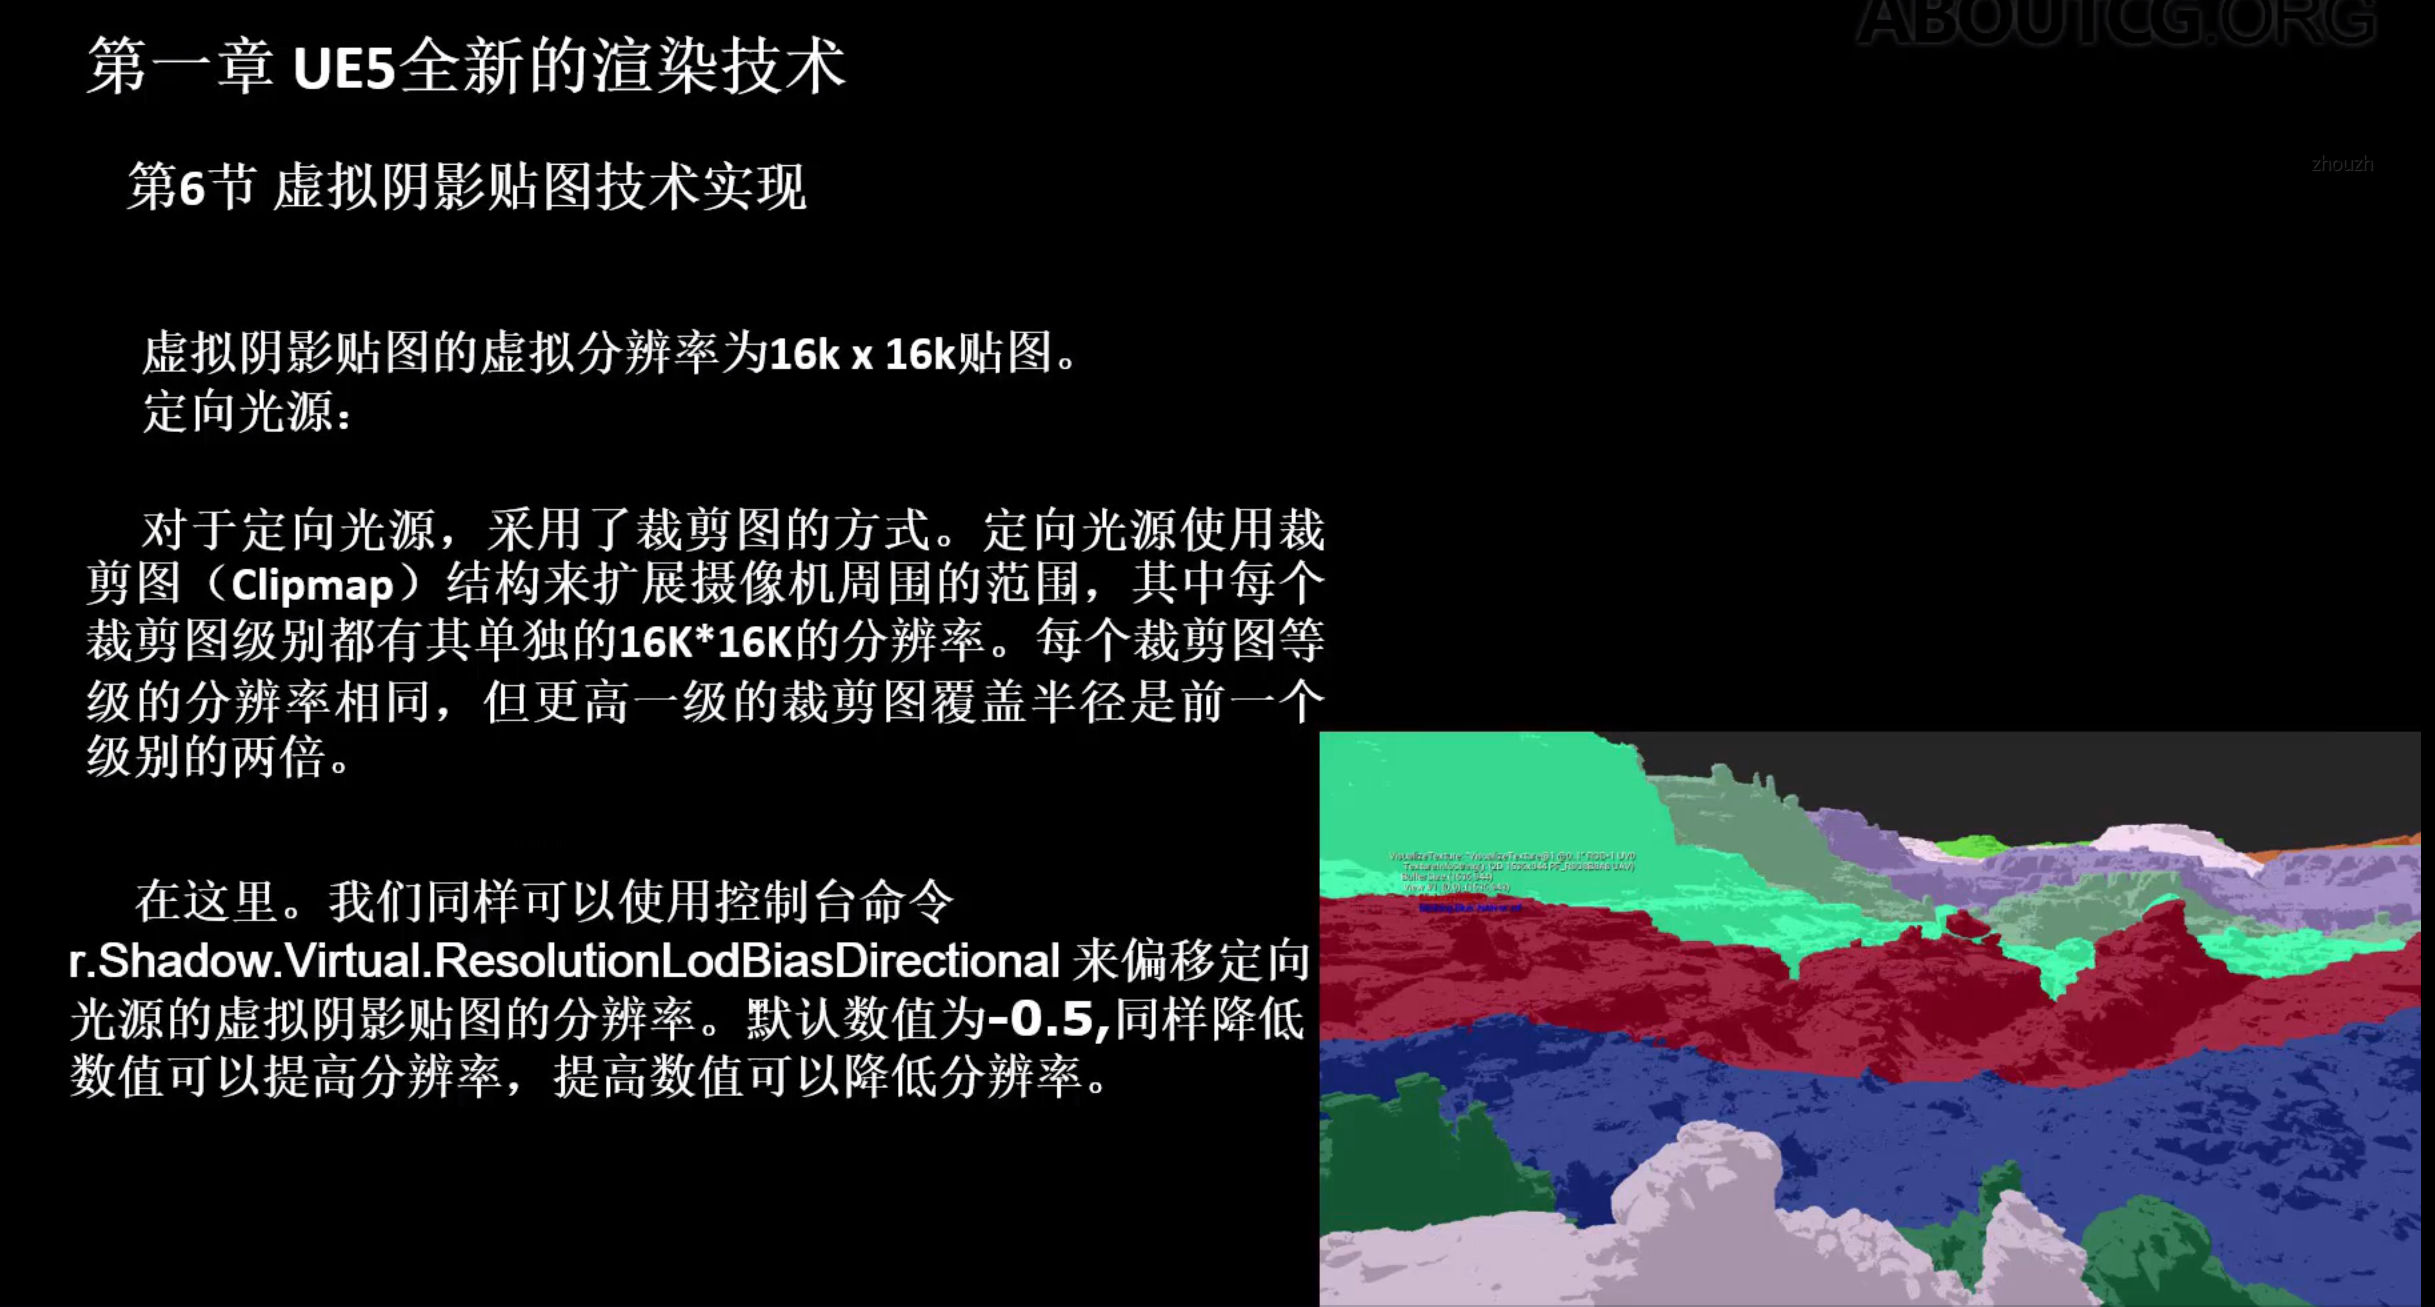 ABOUTCG.ORG
第一章 UE5全新的渲染技术
zhouzh
第6节 虚拟阴影贴图技术实现
虚拟阴影贴图的虚拟分辨率为16k x 16k贴图。
定向光源：
对于定向光源，采用了裁剪图的方式。定向光源使用裁
剪图（Clipmap）结构来扩展摄像机周围的范围，其中每个
裁剪图级别都有其单独的16K*16K的分辨率。每个裁剪图等
级的分辨率相同，但更高一级的裁剪图覆盖半径是前一个
级别的两倍。
在这里。我们同样可以使用控制台命令
r.Shadow.Virtual.ResolutionLodBiasDirectional 来偏移定向
光源的虚拟阴影贴图的分辨率。默认数值为-0.5,同样降低
数值可以提高分辨率，提高数值可以降低分辨率。